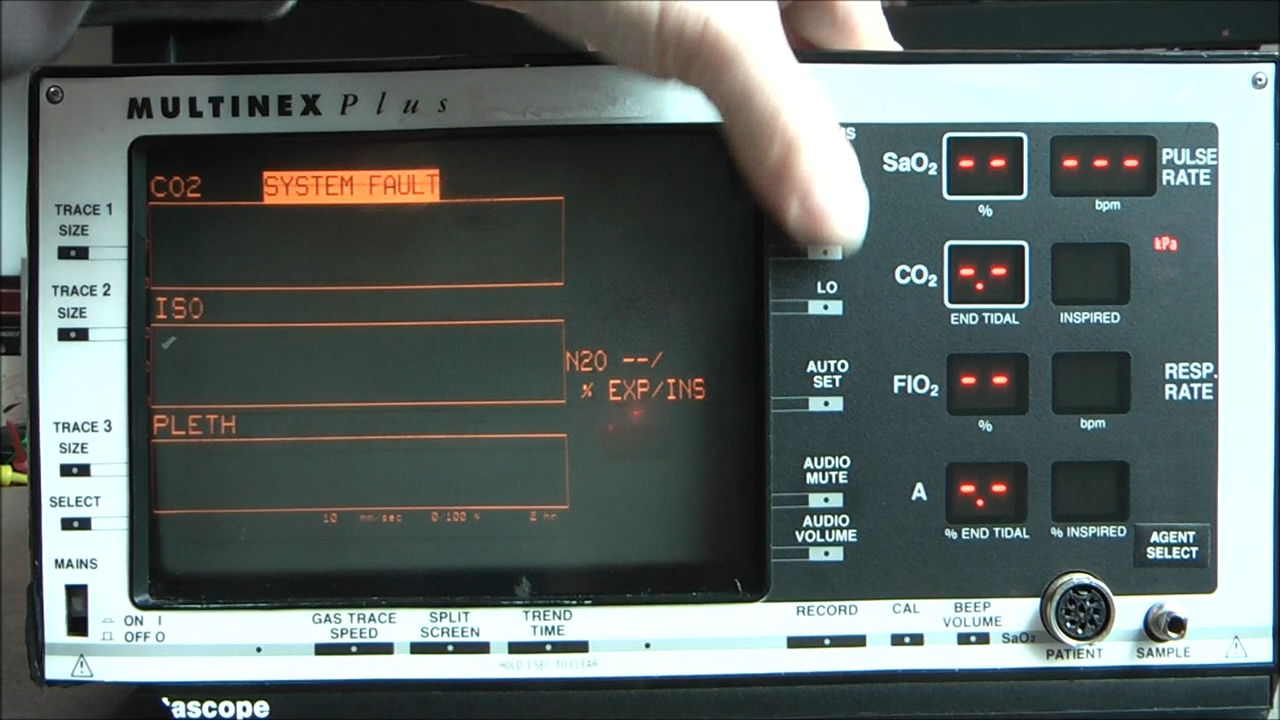 MULTINEX Plus
CO2 SYSTEM FAULT
ISO
N2O --/
% EXP/INS
PLETH
10 mm/sec 0/100 % 2 hr
TRACE 1
SIZE
TRACE 2
SIZE
TRACE 3
SIZE
SELECT
MAINS
ON I
OFF O
GAS TRACE
SPEED
SPLIT
SCREEN
TREND
TIME
HOLD 3 SEC TO CLEAR
LO
AUTO
SET
AUDIO
MUTE
AUDIO
VOLUME
RECORD
CAL
BEEP
VOLUME
SaO2
-- ---
PULSE
RATE
% bpm
CO2
-.-
kPa
END TIDAL INSPIRED
FIO2
--
RESP.
RATE
% bpm
A
-.-
% END TIDAL % INSPIRED
AGENT
SELECT
SaO2
PATIENT
SAMPLE
ascope